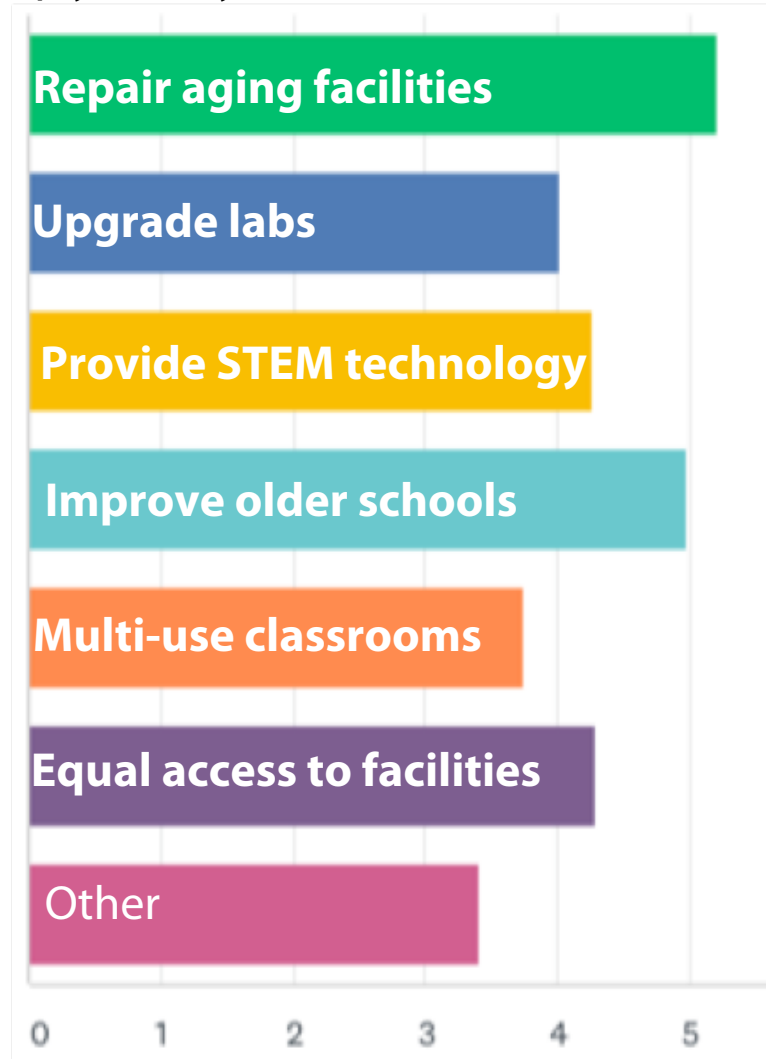 Repair aging facilities
Upgrade labs
Provide STEM technology
Improve older schools
Multi-use classrooms
Equal access to facilities
Other
0 1 2 3 4 5